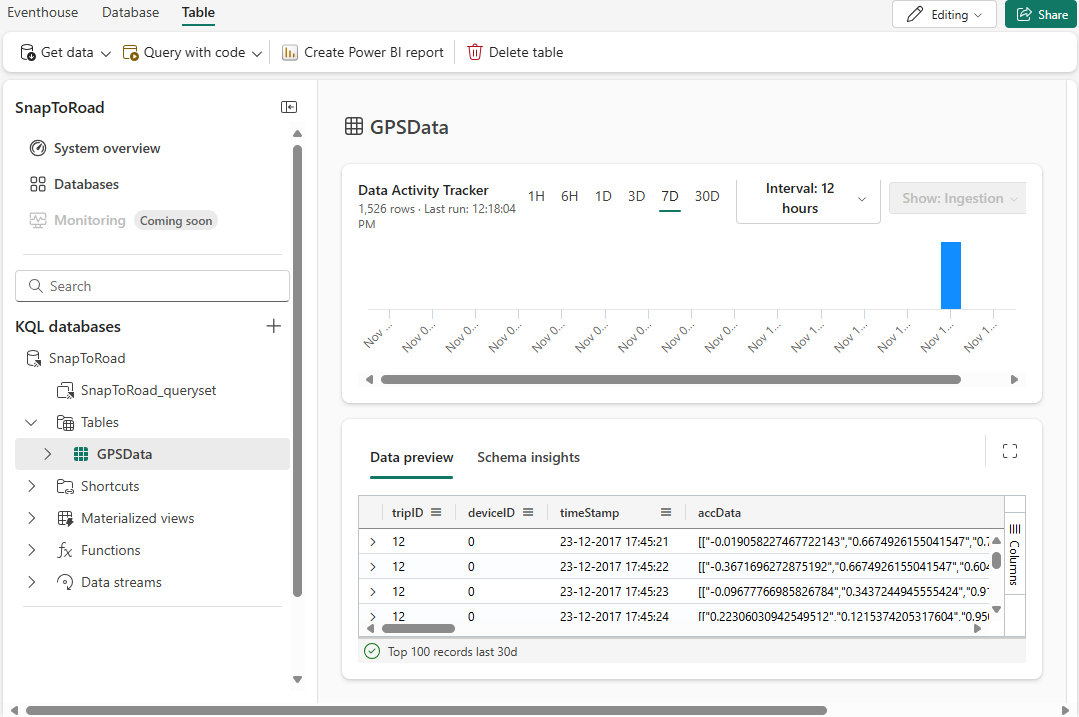 Eventhouse Database Table
Editing Share
Get data Query with code Create Power BI report Delete table
SnapToRoad
System overview
Databases
Monitoring Coming soon
Search
KQL databases
SnapToRoad
SnapToRoad_queryset
Tables
GPSData
Shortcuts
Materialized views
Functions
Data streams
GPSData
Data Activity Tracker
1,526 rows · Last run: 12:18:04
PM
1H 6H 1D 3D 7D 30D
Interval: 12
hours
Show: Ingestion
Nov ... Nov 0... Nov 0... Nov 0... Nov 0... Nov 0... Nov 0... Nov 0... Nov 0... Nov 1... Nov 1... Nov 1... Nov 1... Nov 1... Nov 1...
Data preview Schema insights
tripID deviceID timeStamp accData
12 0 23-12-2017 17:45:21 [["-0.019058227467722143","0.6674926155041547","0.7
12 0 23-12-2017 17:45:22 [["-0.3671696272875192","0.6674926155041547","0.604
12 0 23-12-2017 17:45:23 [["-0.09677766985826784","0.3437244945555424","0.91
12 0 23-12-2017 17:45:24 [["0.22306030942549512","0.1215374205317604","0.950
Columns
Top 100 records last 30d